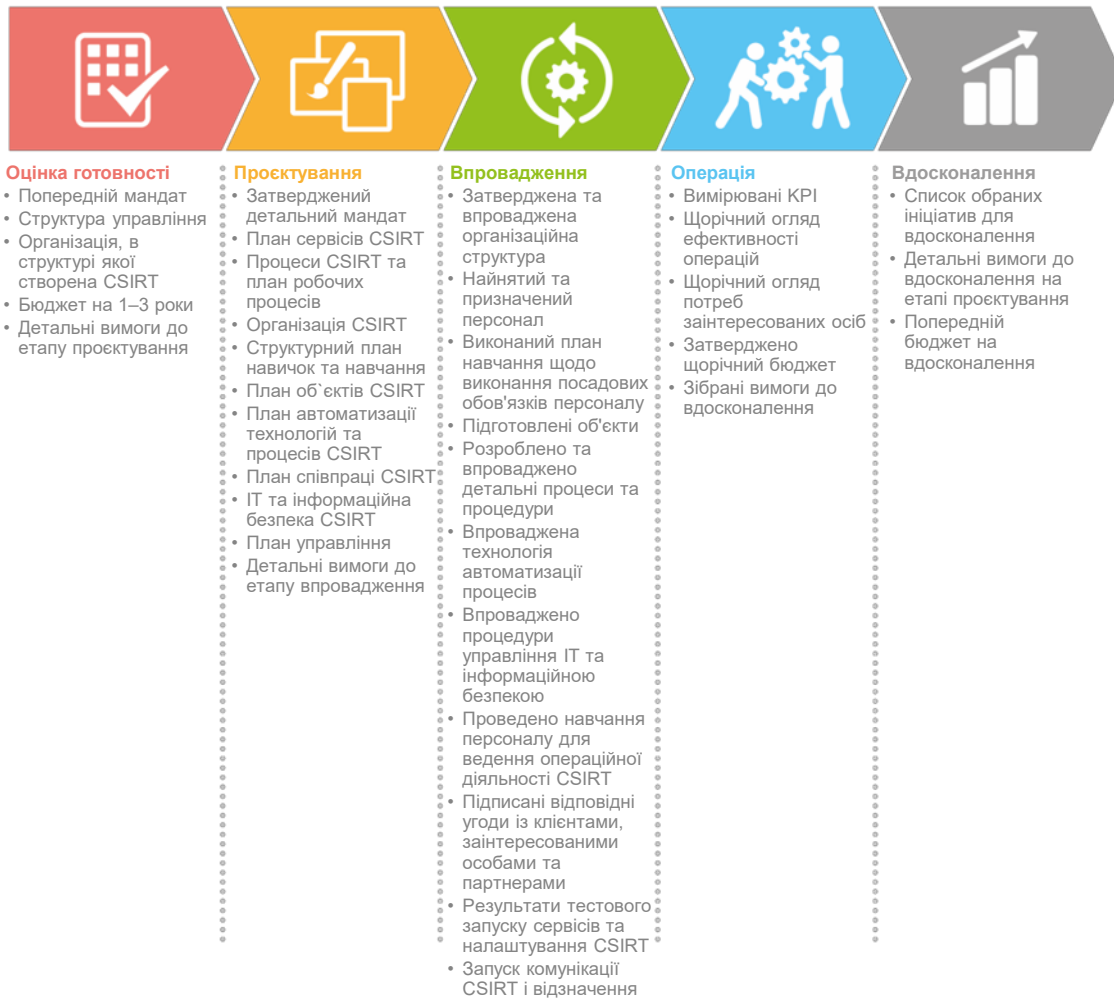 Оцінка готовності
• Попередній мандат
• Структура управління
• Організація, в
структурі якої
створена CSIRT
• Бюджет на 1–3 роки
• Детальні вимоги до
етапу проєктування
Проєктування
• Затверджений
детальний мандат
• План сервісів CSIRT
• Процеси CSIRT та
план робочих
процесів
• Організація CSIRT
• Структурний план
навичок та навчання
• План об`єктів CSIRT
• План автоматизації
технологій та
процесів CSIRT
• План співпраці CSIRT
• ІТ та інформаційна
безпека CSIRT
• План управління
• Детальні вимоги до
етапу впровадження
Впровадження
• Затверджена та
впроваджена
організаційна
структура
• Найнятий та
призначений
персонал
• Виконаний план
навчання щодо
виконання посадових
обов'язків персоналу
• Підготовлені об'єкти
• Розроблено та
впроваджено
детальні процеси та
процедури
• Впроваджена
технологія
автоматизації
процесів
• Впроваджено
процедури
управління ІТ та
інформаційною
безпекою
• Проведено навчання
персоналу для
ведення операційної
діяльності CSIRT
• Підписані відповідні
угоди із клієнтами,
заінтересованими
особами та
партнерами
• Результати тестового
запуску сервісів та
налаштування CSIRT
• Запуск комунікації
CSIRT і відзначення
Операція
• Вимірювані KPI
• Щорічний огляд
ефективності
операцій
• Щорічний огляд
потреб
заінтересованих осіб
• Затверджено
щорічний бюджет
• Зібрані вимоги до
вдосконалення
Вдосконалення
• Список обраних
ініціатив для
вдосконалення
• Детальні вимоги до
вдосконалення на
етапі проєктування
• Попередній
бюджет на
вдосконалення